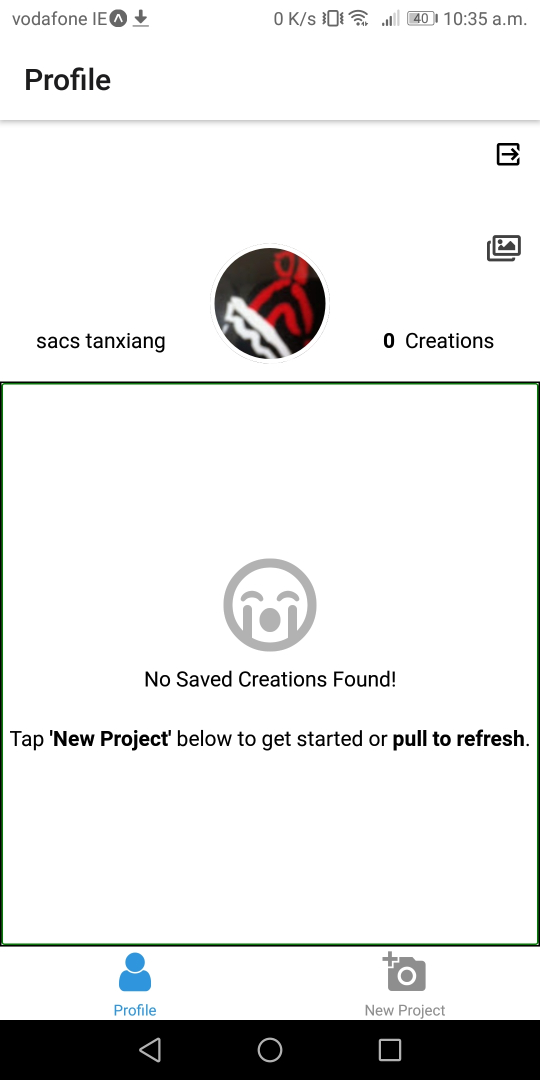 vodafone IE 0 K/s 40 10:35 a.m.
Profile
sacs tanxiang
0 Creations
No Saved Creations Found!
Tap 'New Project' below to get started or pull to refresh.
Profile
New Project